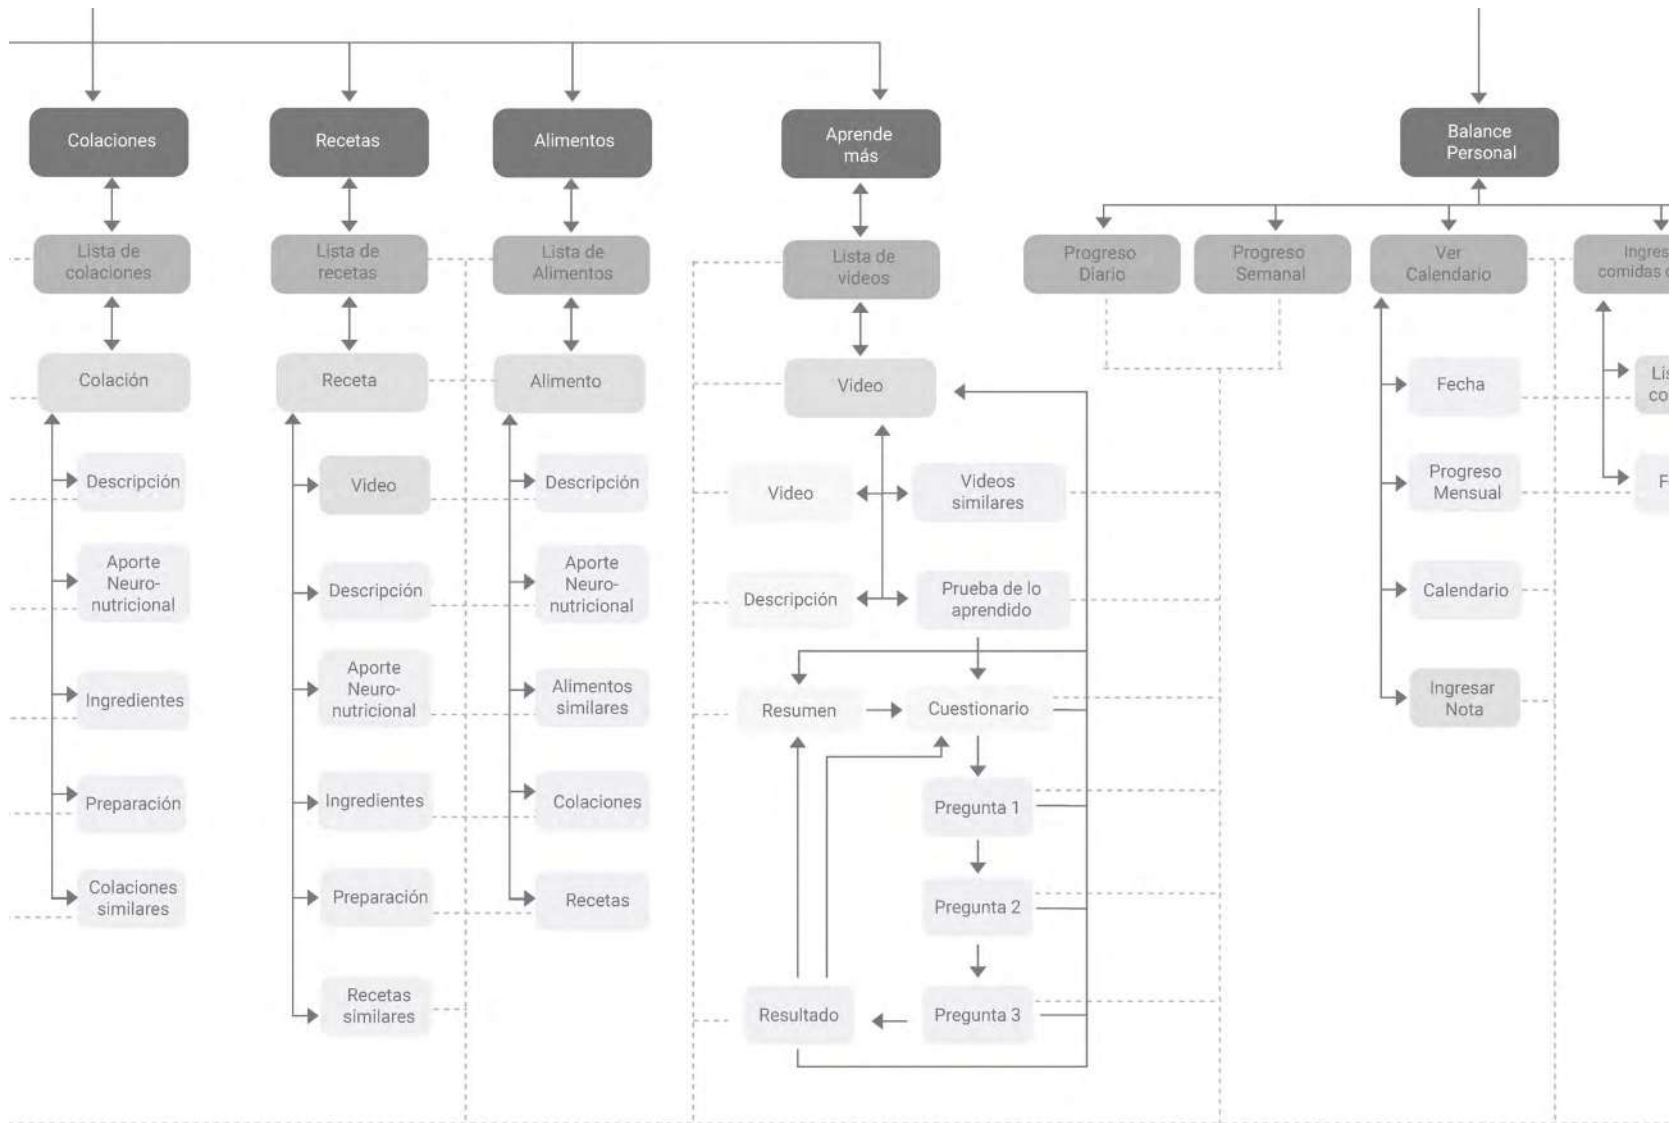 Colaciones
Recetas
Alimentos
Aprende
más
Balance
Personal
Lista de
colaciones
Lista de
recetas
Lista de
Alimentos
Lista de
videos
Progreso
Diario
Progreso
Semanal
Ver
Calendario
comidas
Colación
Descripción
Aporte
Neuro-
nutricional
Ingredientes
Preparación
Colaciones
similares
Receta
Video
Descripción
Aporte
Neuro-
nutricional
Ingredientes
Preparación
Recetas
similares
Alimento
Descripción
Aporte
Neuro-
nutricional
Alimentos
similares
Colaciones
Recetas
Video
Video
Videos
similares
Descripción
Prueba de lo
aprendido
Resumen
Cuestionario
Pregunta 1
Pregunta 2
Pregunta 3
Resultado
Fecha
Progreso
Mensual
Calendario
Ingresar
Nota